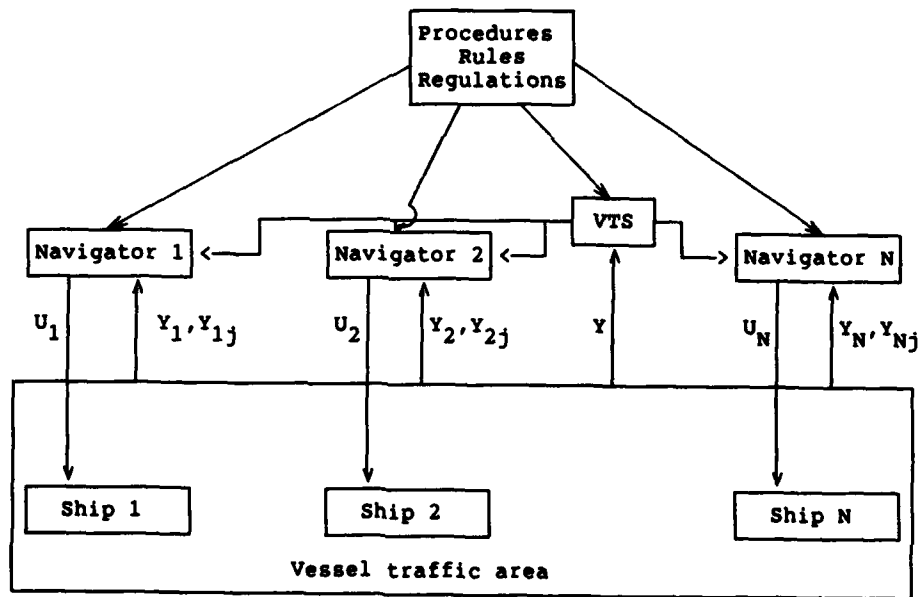 Procedures
Rules
Regulations
VTS
Navigator 1
Navigator 2
Navigator N
U1
Y1,Y1j
U2
Y2,Y2j
Y
UN
YN,YNj
Ship 1
Ship 2
Ship N
Vessel traffic area